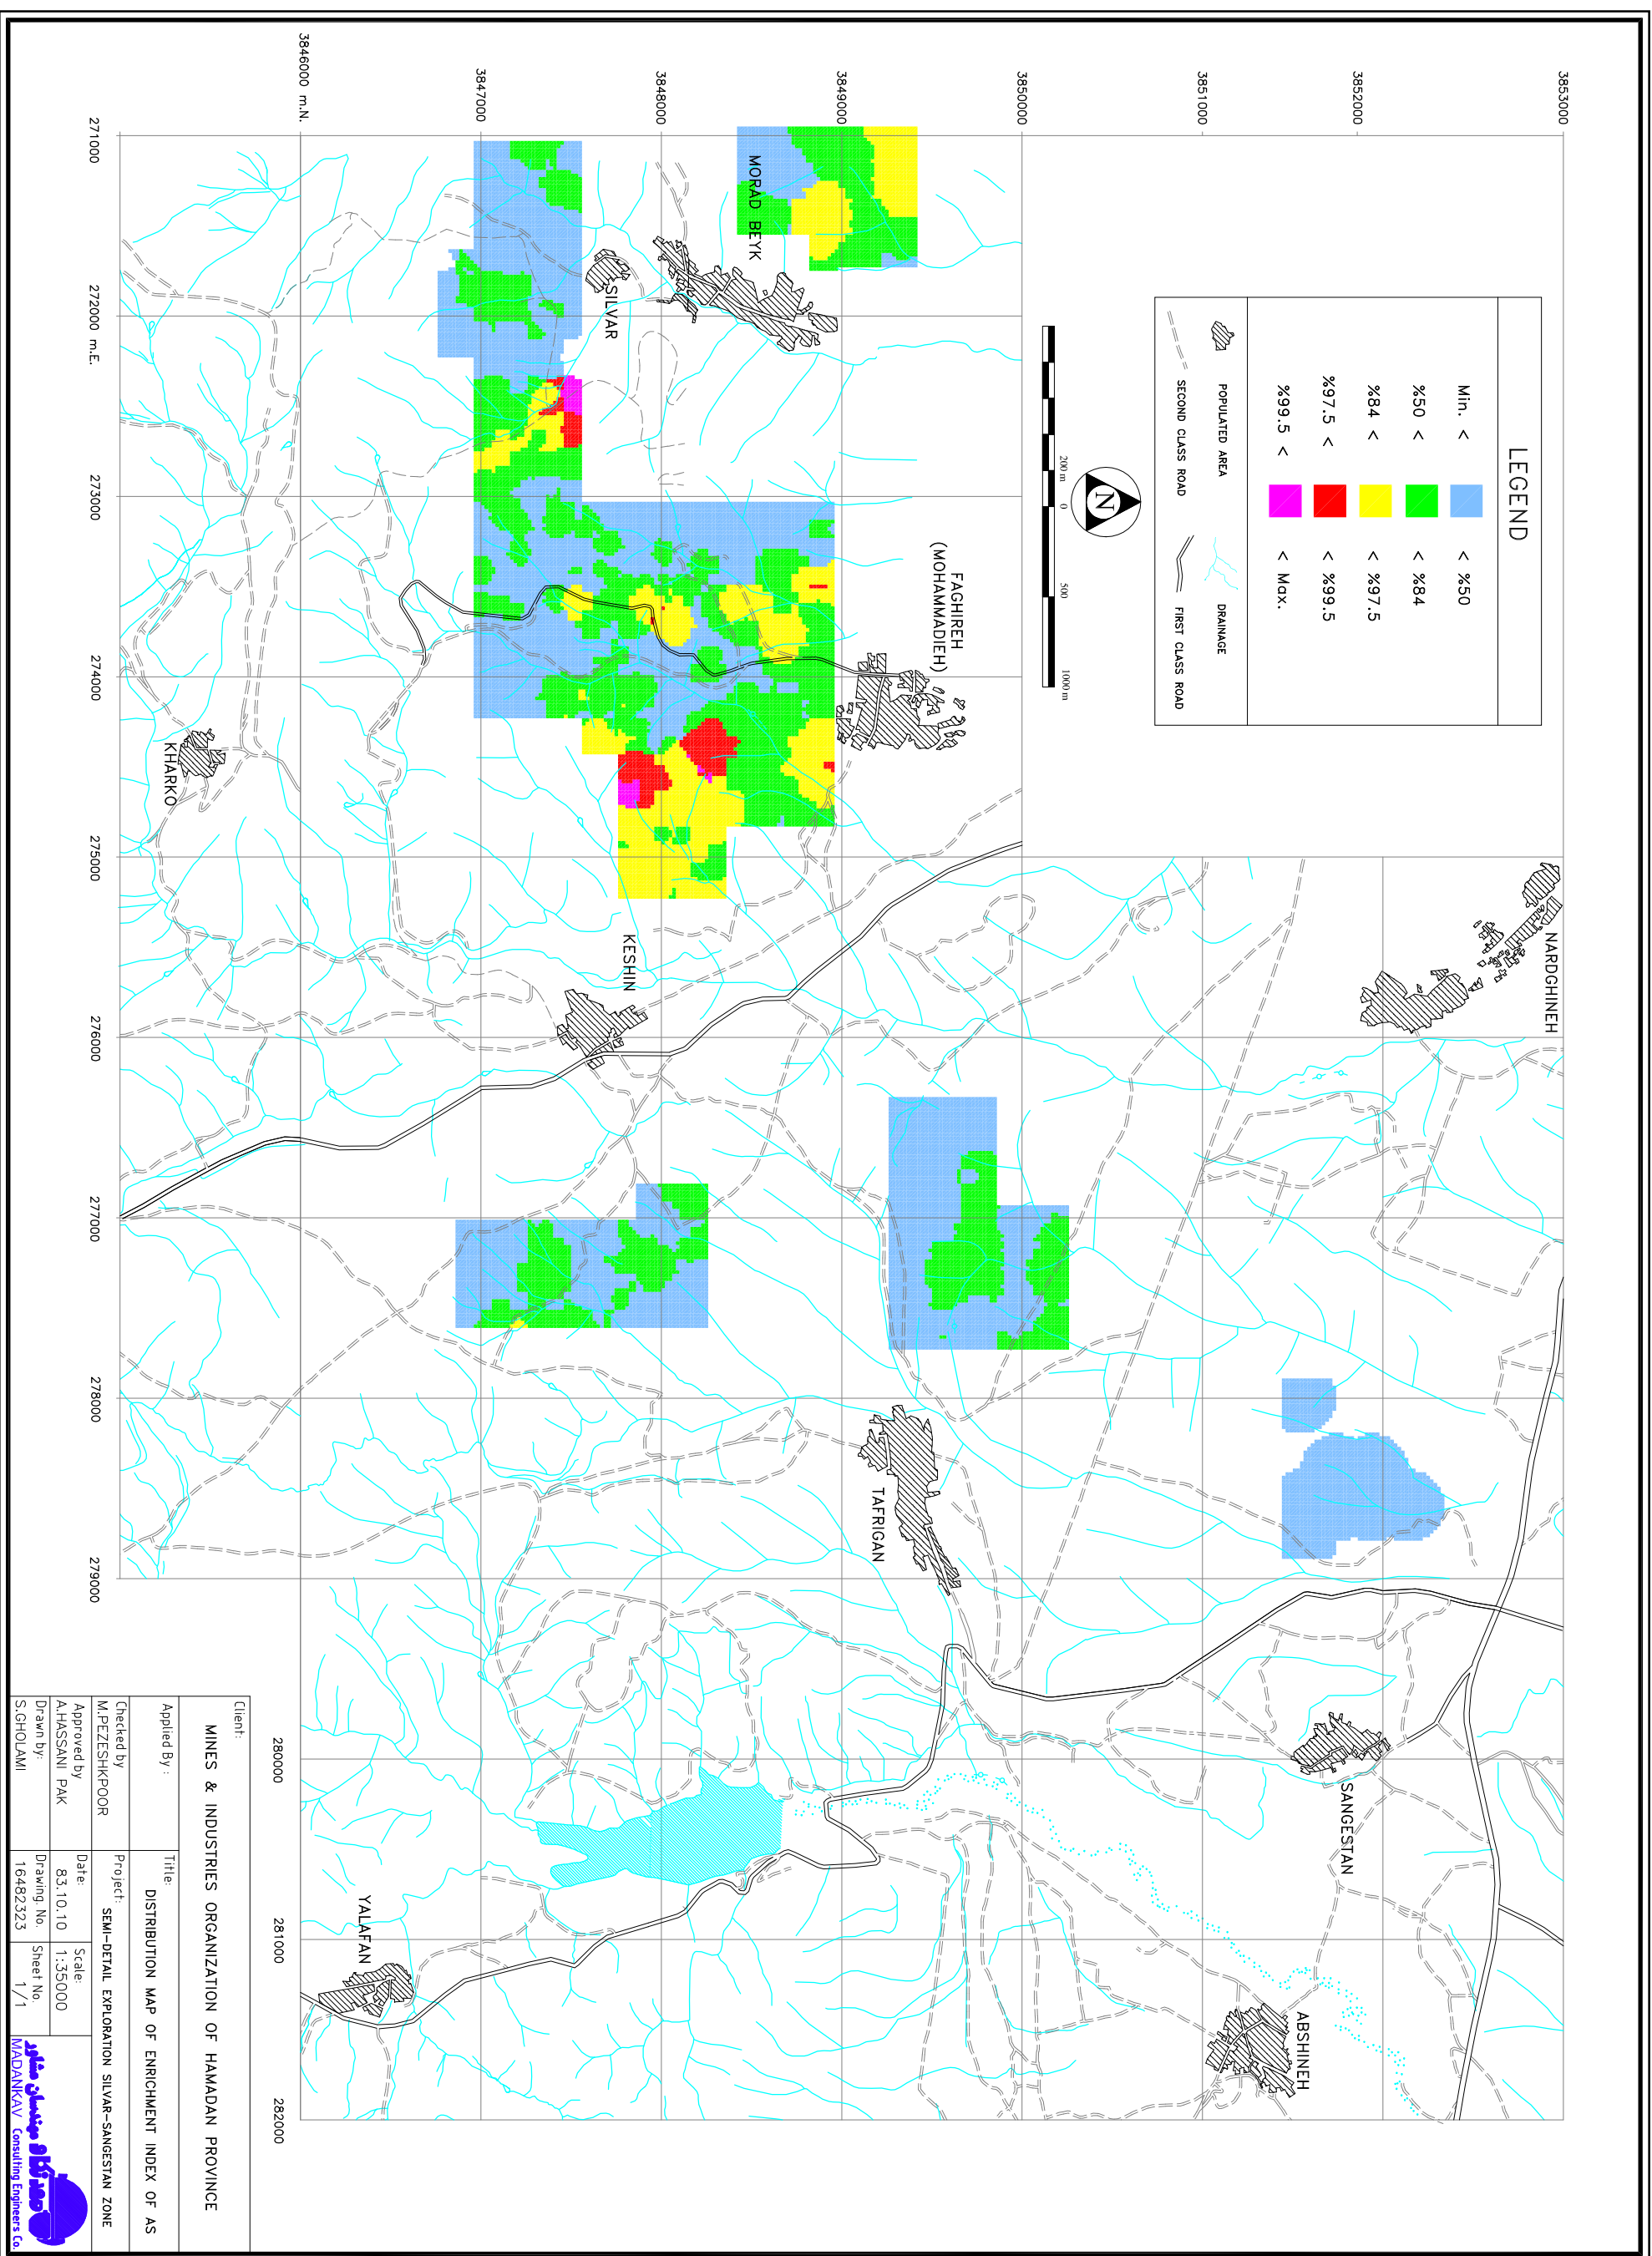 3853000
3852000
3851000
3850000
3849000
3848000
3847000
3846000 m.N.
271000
272000 m.E.
273000
274000
275000
276000
277000
278000
279000
280000
281000
282000
LEGEND
Min. < < %50
%50 < < %84
%84 < < %97.5
%97.5 < < %99.5
%99.5 < < Max.
POPULATED AREA
DRAINAGE
SECOND CLASS ROAD
FIRST CLASS ROAD
N
200 m 0 500 1000 m
NARDGHINEH
MORAD BEYK
SILVAR
FAGHIREH
(MOHAMMADIEH)
KHARKO
KESHIN
TAFRIGAN
SANGESTAN
ABSHINEH
YALAFAN
Client:
MINES & INDUSTRIES ORGANIZATION OF HAMADAN PROVINCE
Applied By :
Title:
DISTRIBUTION MAP OF ENRICHMENT INDEX OF AS
Checked by
M.PEZESHKPOOR
Project:
SEMI-DETAIL EXPLORATION SILVAR-SANGESTAN ZONE
Approved by
A.HASSANI PAK
Date:
83.10.10
Scale:
1:35000
Drawn by:
S.GHOLAMI
Drawing. No.
16482323
Sheet No.
1/1
مهندسان مشاور
MADANKAV Consulting Engineers Co.